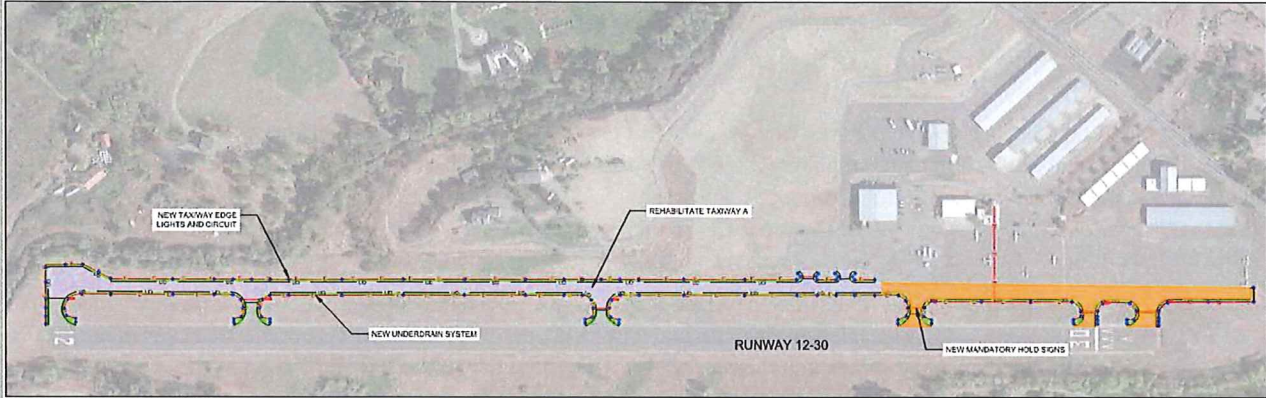 NEW TAXIWAY EDGE
LIGHTS AND CIRCUIT
REHABILITATE TAXIWAY A
NEW UNDERDRAIN SYSTEM
RUNWAY 12-30
NEW MANDATORY HOLD SIGNS
12
30